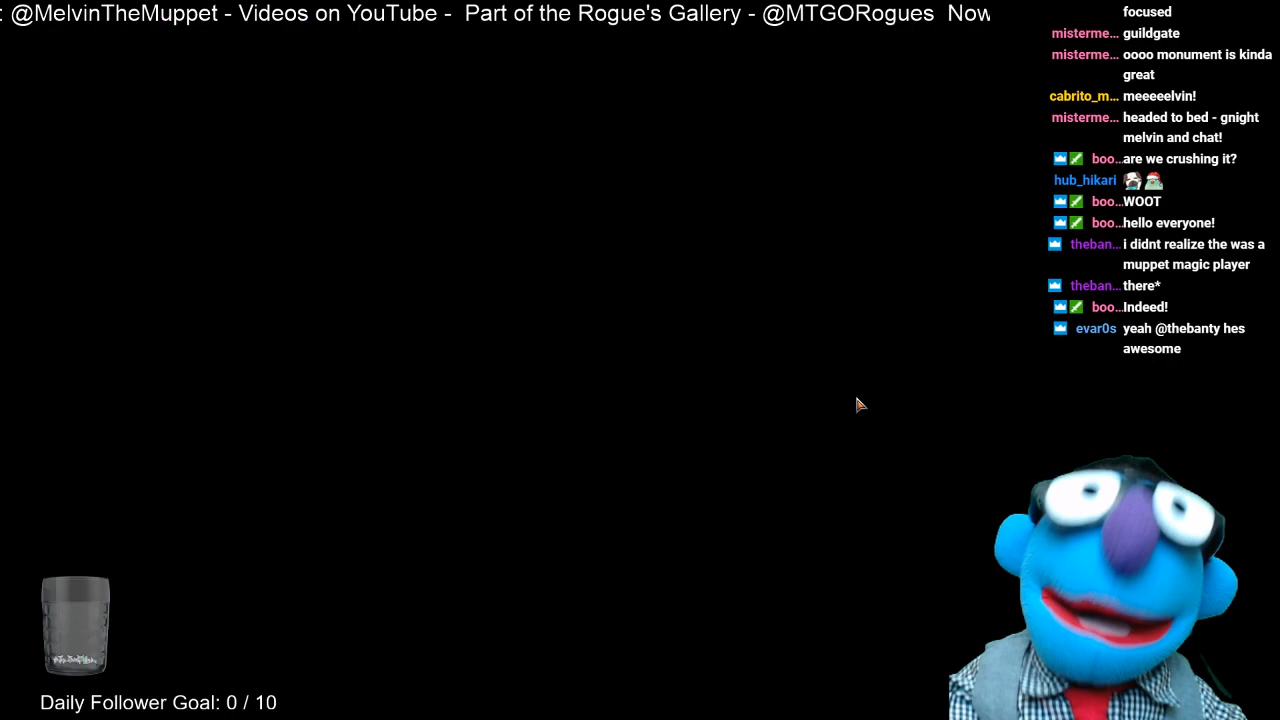 : @MelvinTheMuppet - Videos on YouTube - Part of the Rogue's Gallery - @MTGORogues Now
focused
misterme... guildgate
misterme... oooo monument is kinda
great
cabrito_m... meeeeelvin!
misterme... headed to bed - gnight
melvin and chat!
boo... are we crushing it?
hub_hikari
boo... WOOT
boo... hello everyone!
theban... i didnt realize the was a
muppet magic player
theban... there*
boo... Indeed!
evar0s yeah @thebanty hes
awesome
Daily Follower Goal: 0 / 10